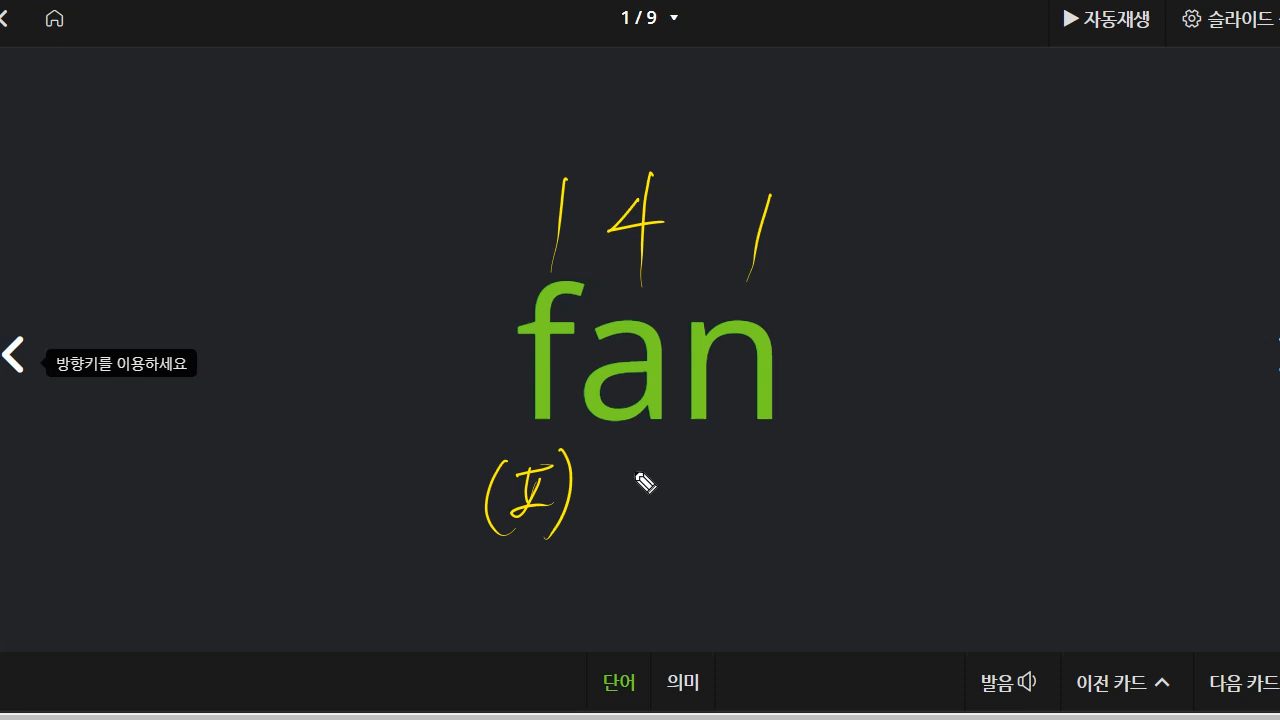 1 / 9
자동재생
슬라이드
1 4 1
fan
방향키를 이용하세요
(ㅍ)
단어 의미 발음 이전 카드 다음 카드